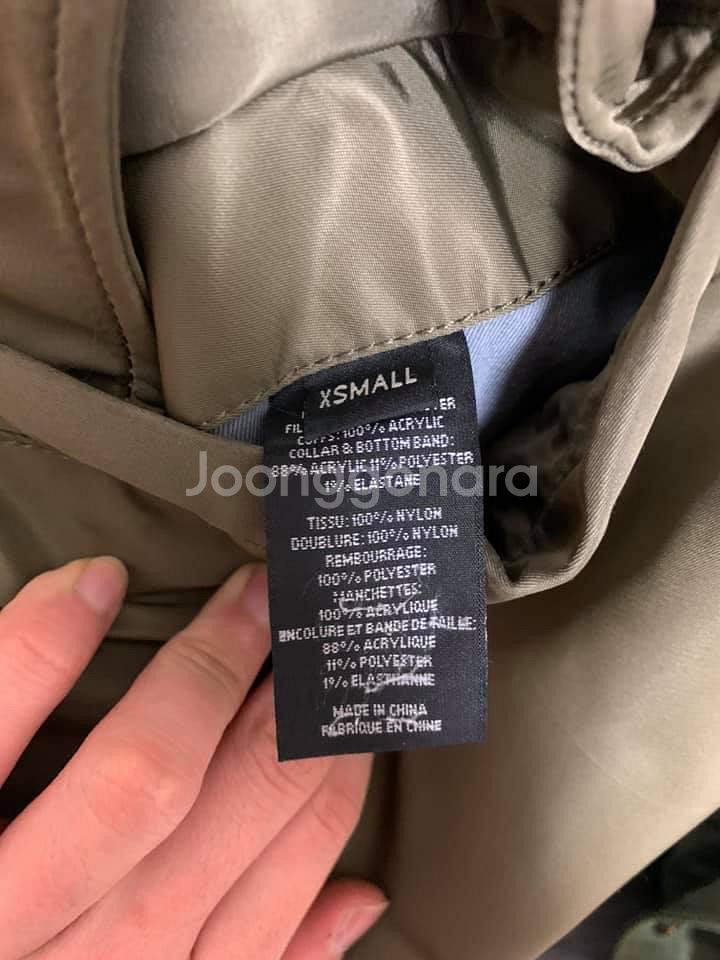 XSMALL
CUFFS: 100% ACRYLIC
COLLAR & BOTTOM BAND:
88% ACRYLIC 11% POLYESTER
Joonggonara
1% ELASTANE
TISSU: 100% NYLON
DOUBLURE: 100% NYLON
REMBOURRAGE:
100% POLYESTER
MANCHETTES:
100% ACRYLIQUE
ENCOLURE ET BANDE DE TAILLE:
88% ACRYLIQUE
11% POLYESTER
1% ELASTHANNE
MADE IN CHINA
FABRIQUE EN CHINE